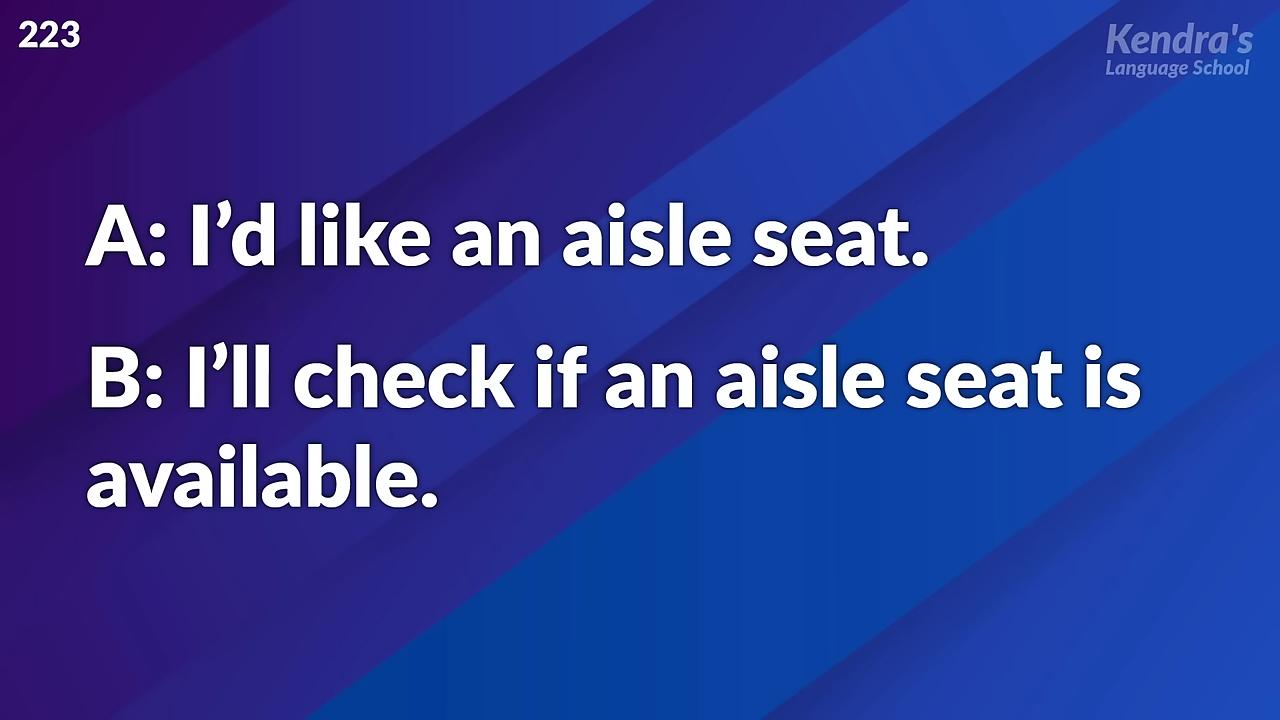 223
Kendra's
Language School
A: I’d like an aisle seat.
B: I’ll check if an aisle seat is
available.